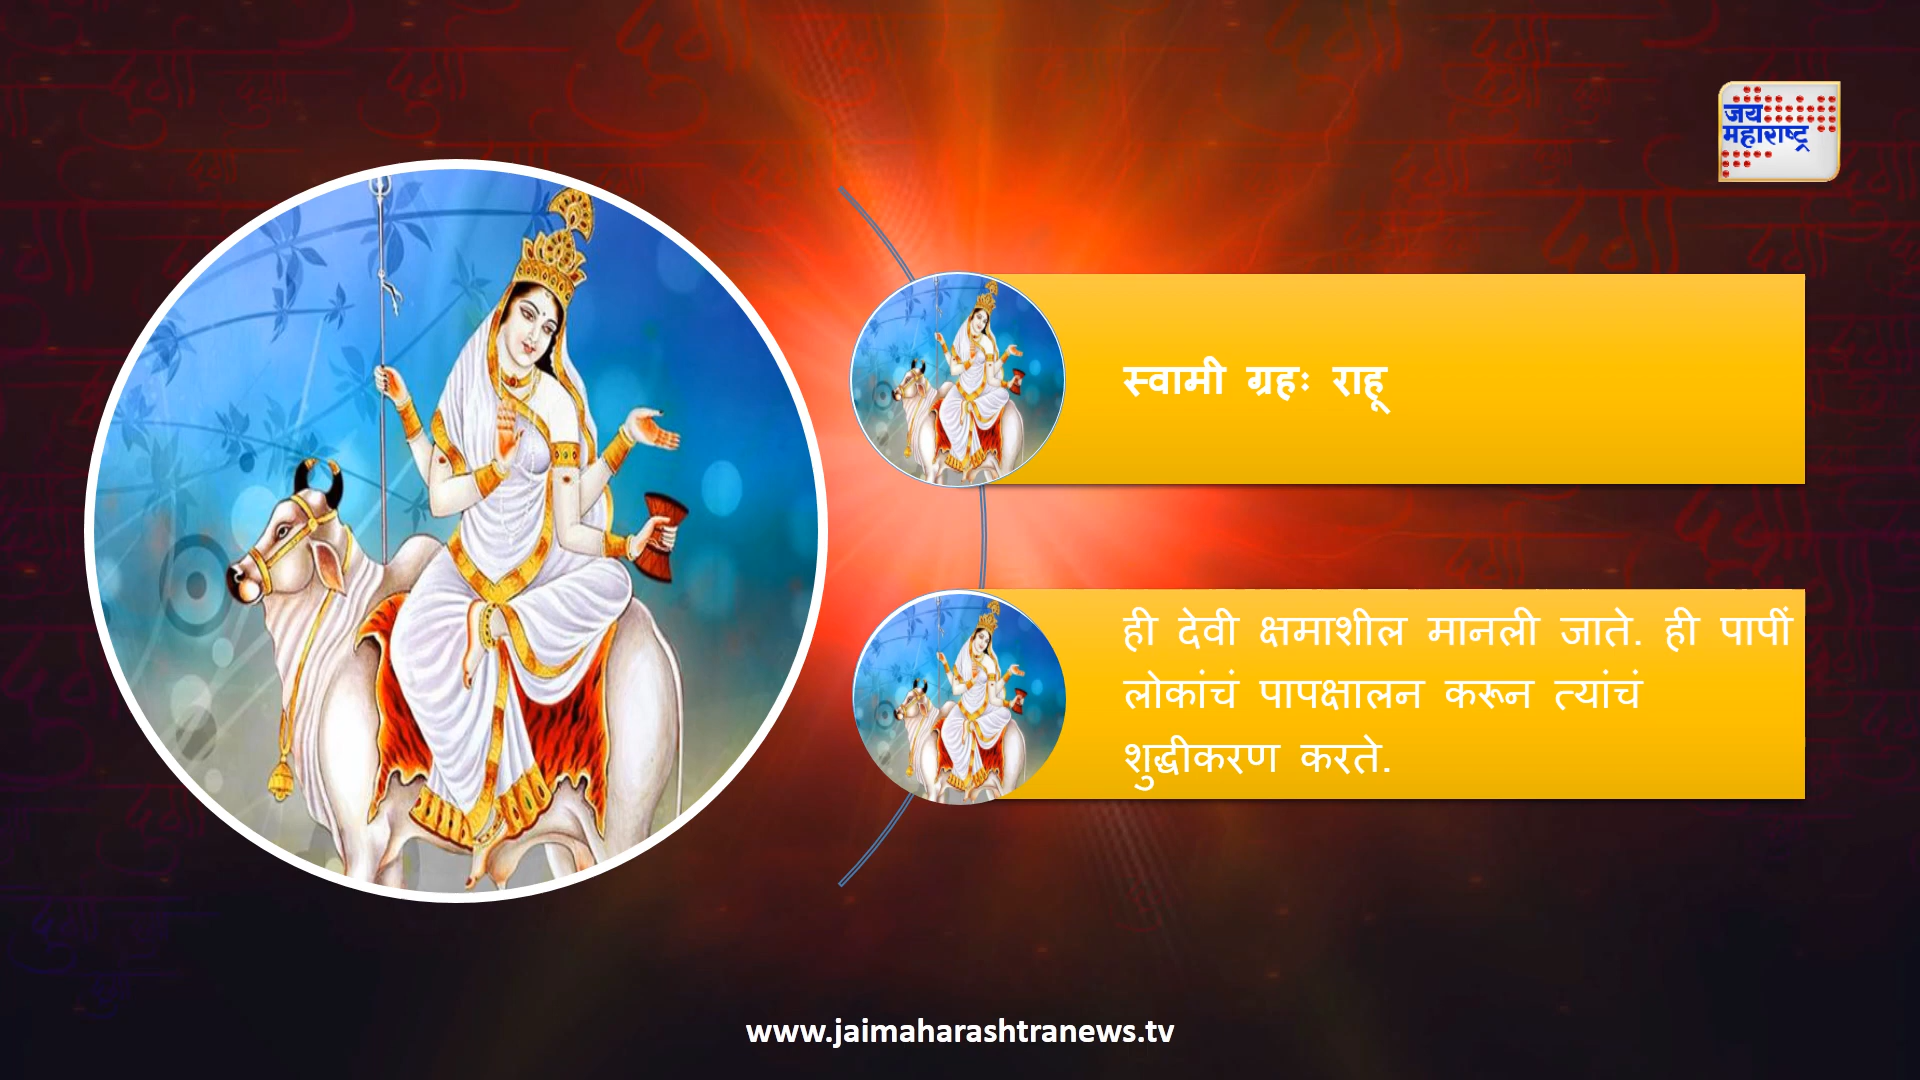 जय
महाराष्ट्र
स्वामी ग्रहः राहू
ही देवी क्षमाशील मानली जाते. ही पापीं
लोकांचं पापक्षालन करून त्यांचं
शुद्धीकरण करते.
www.jaimaharashtranews.tv